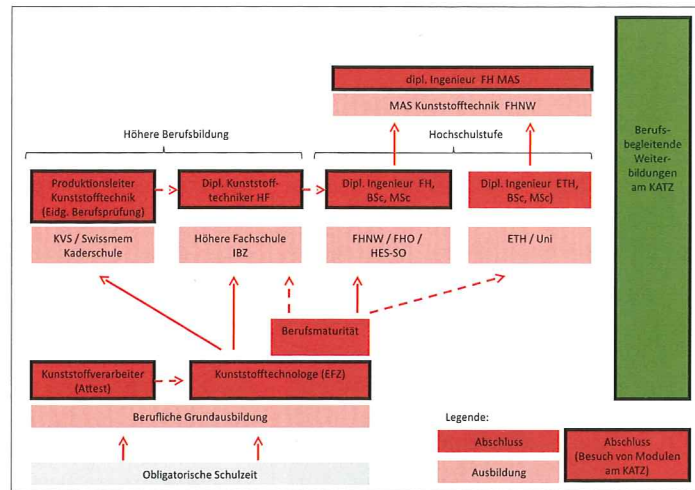 dipl. Ingenieur FH MAS
MAS Kunststofftechnik FHNW
Höhere Berufsbildung
Hochschulstufe
Produktionsleiter
Kunststofftechnik
(Eidg. Berufsprüfung)
Dipl. Kunststoff-
techniker HF
Dipl. Ingenieur FH,
BSc, MSc
Dipl. Ingenieur ETH,
BSc, MSc)
KVS / Swissmem
Kaderschule
Höhere Fachschule
IBZ
FHNW / FHO /
HES-SO
ETH / Uni
Berufs-
begleitende
Weiter-
bildungen
am KATZ
Berufsmaturität
Kunststoffverarbeiter
(Attest)
Kunststofftechnologe (EFZ)
Berufliche Grundausbildung
Obligatorische Schulzeit
Legende:
Abschluss
Ausbildung
Abschluss
(Besuch von Modulen
am KATZ)